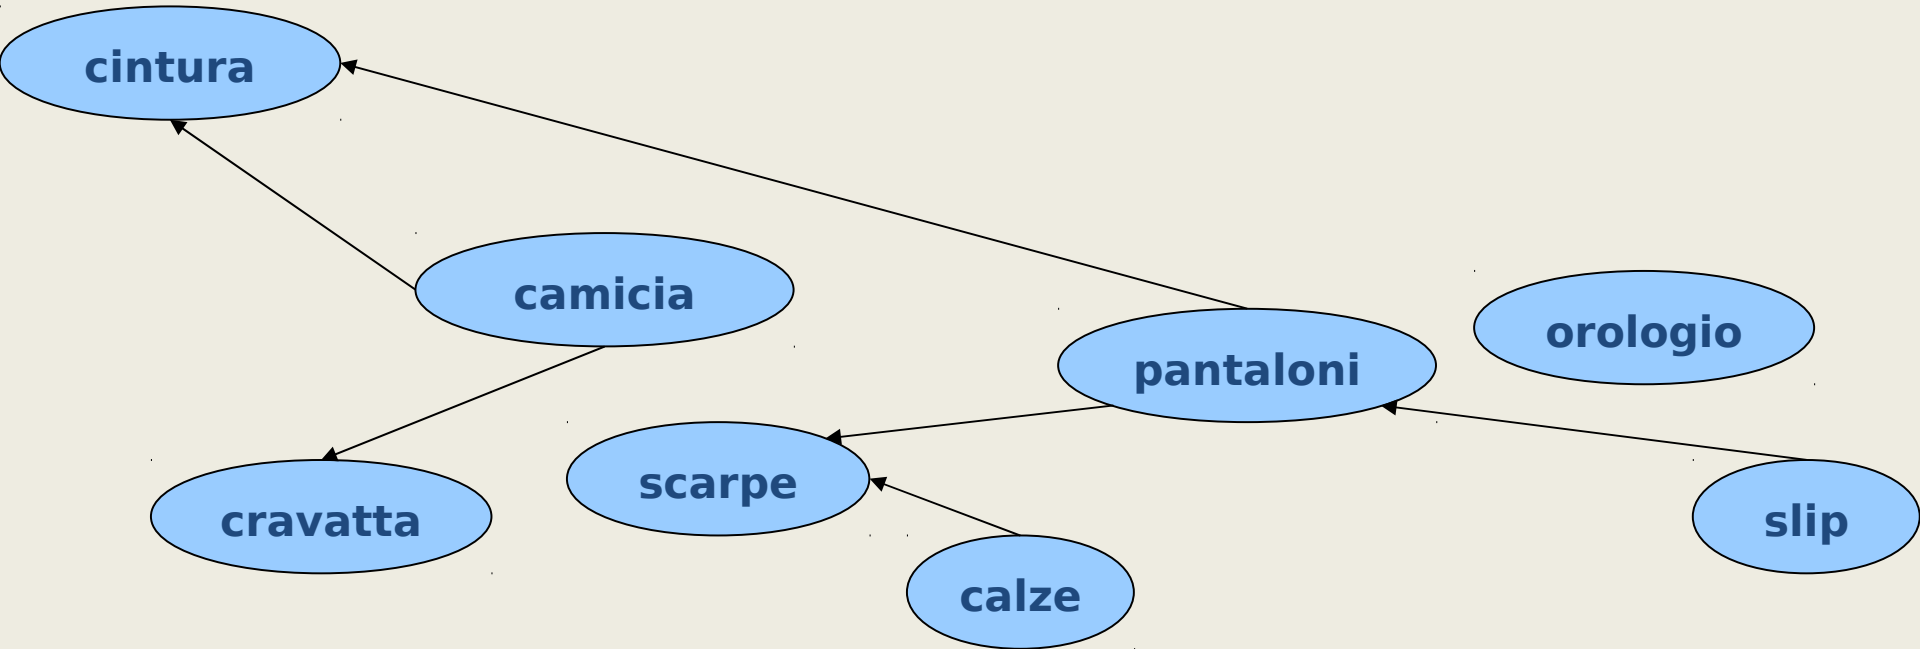 cintura
camicia
orologio
pantaloni
scarpe
cravatta
slip
calze